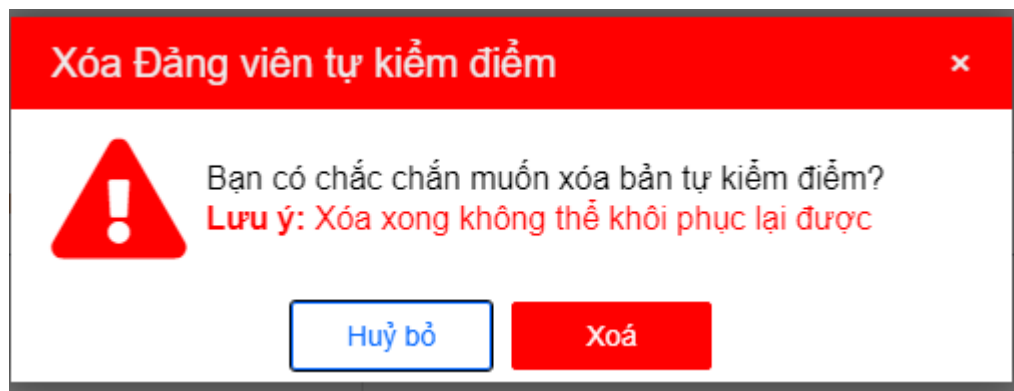 Xóa Đảng viên tự kiểm điểm ×
Bạn có chắc chắn muốn xóa bản tự kiểm điểm?
Lưu ý: Xóa xong không thể khôi phục lại được
Huỷ bỏ Xoá